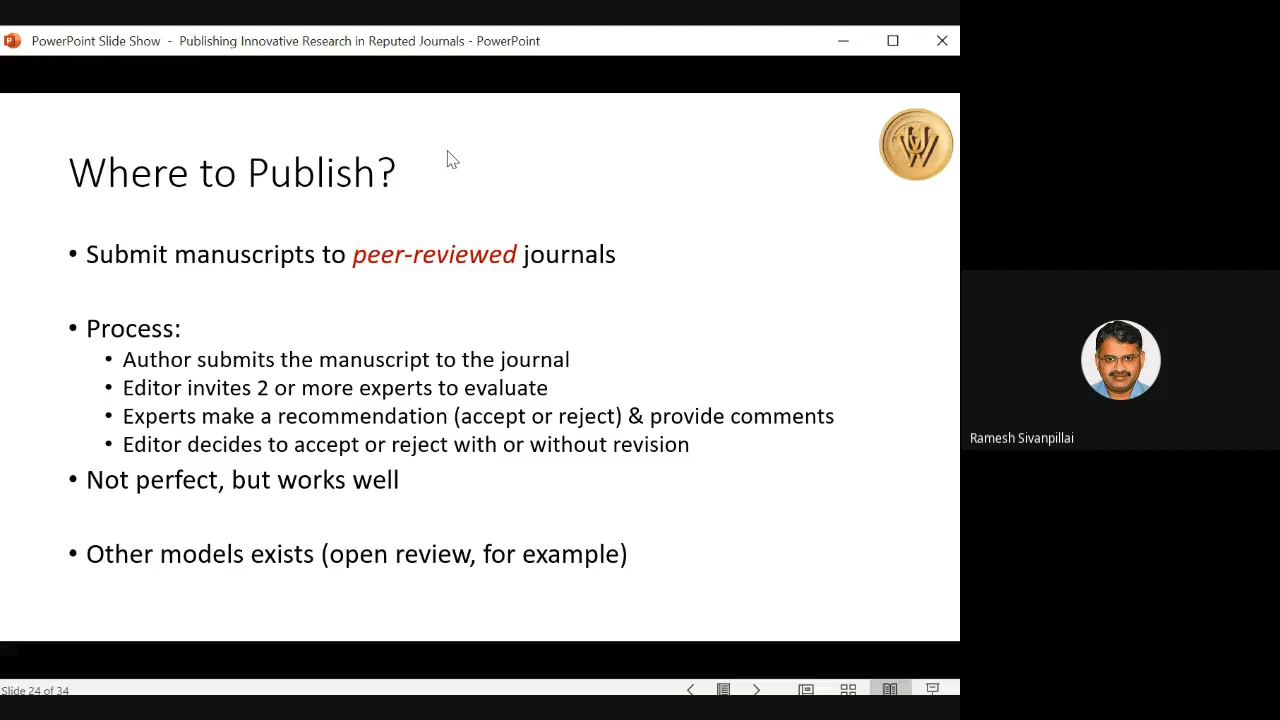 PowerPoint Slide Show - Publishing Innovative Research in Reputed Journals - PowerPoint
Where to Publish?
• Submit manuscripts to peer-reviewed journals
• Process:
• Author submits the manuscript to the journal
• Editor invites 2 or more experts to evaluate
• Experts make a recommendation (accept or reject) & provide comments
• Editor decides to accept or reject with or without revision
• Not perfect, but works well
• Other models exists (open review, for example)
Ramesh Sivanpillai
Slide 24 of 34